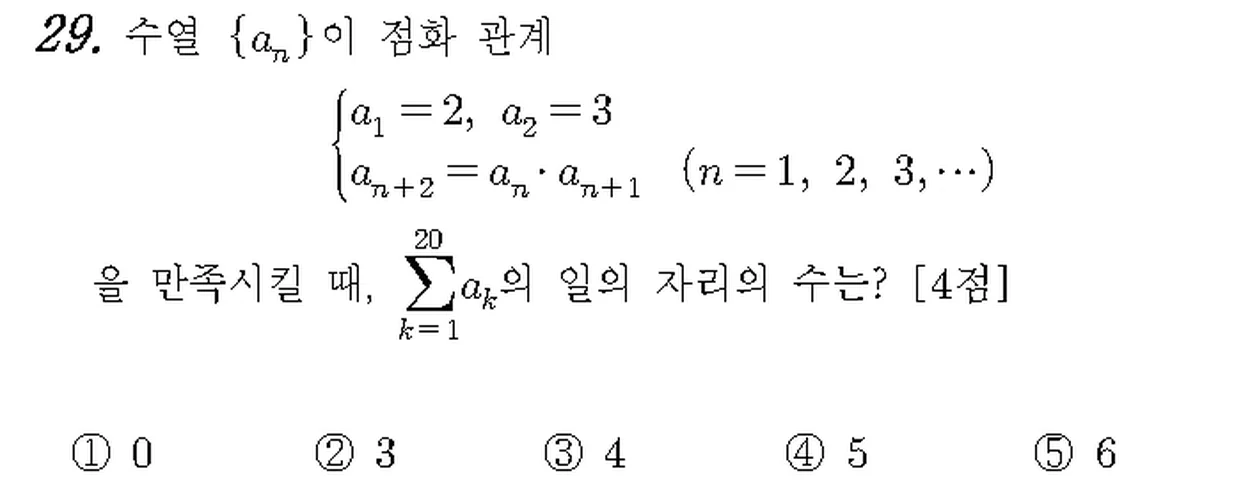 29. 수열 {aₙ}이 점화 관계
a₁ = 2, a₂ = 3
aₙ₊₂ = aₙ · aₙ₊₁ (n = 1, 2, 3, ⋯)
을 만족시킬 때, ∑_{k=1}^{20} aₖ의 일의 자리의 수는? [4점]
① 0 ② 3 ③ 4 ④ 5 ⑤ 6